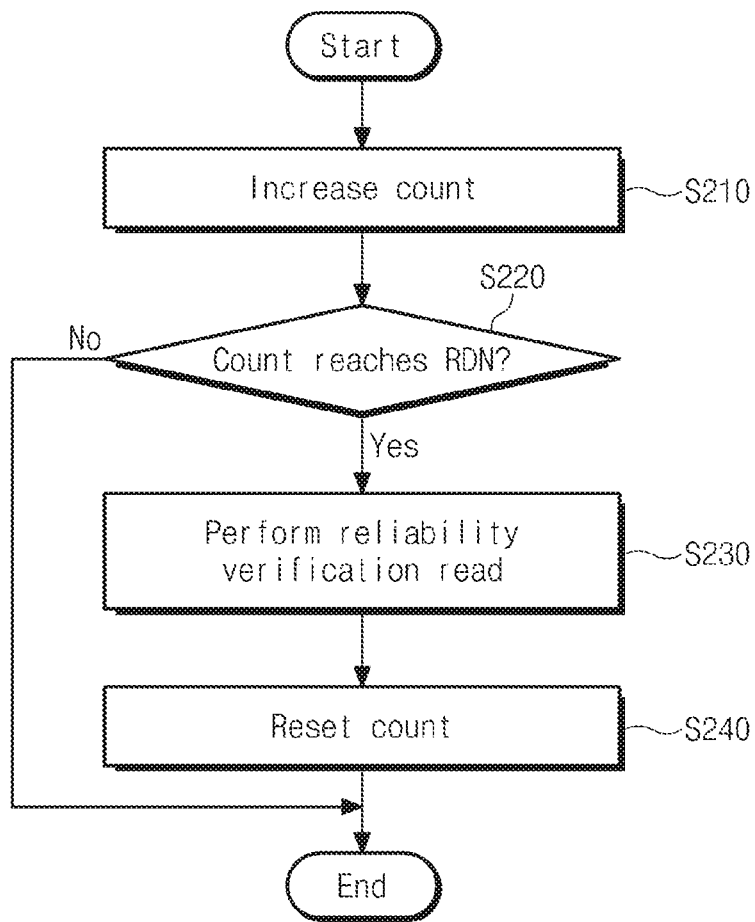 Start
Increase count
S210
S220
No
Count reaches RDN?
Yes
Perform reliability
verification read
S230
Reset count
S240
End